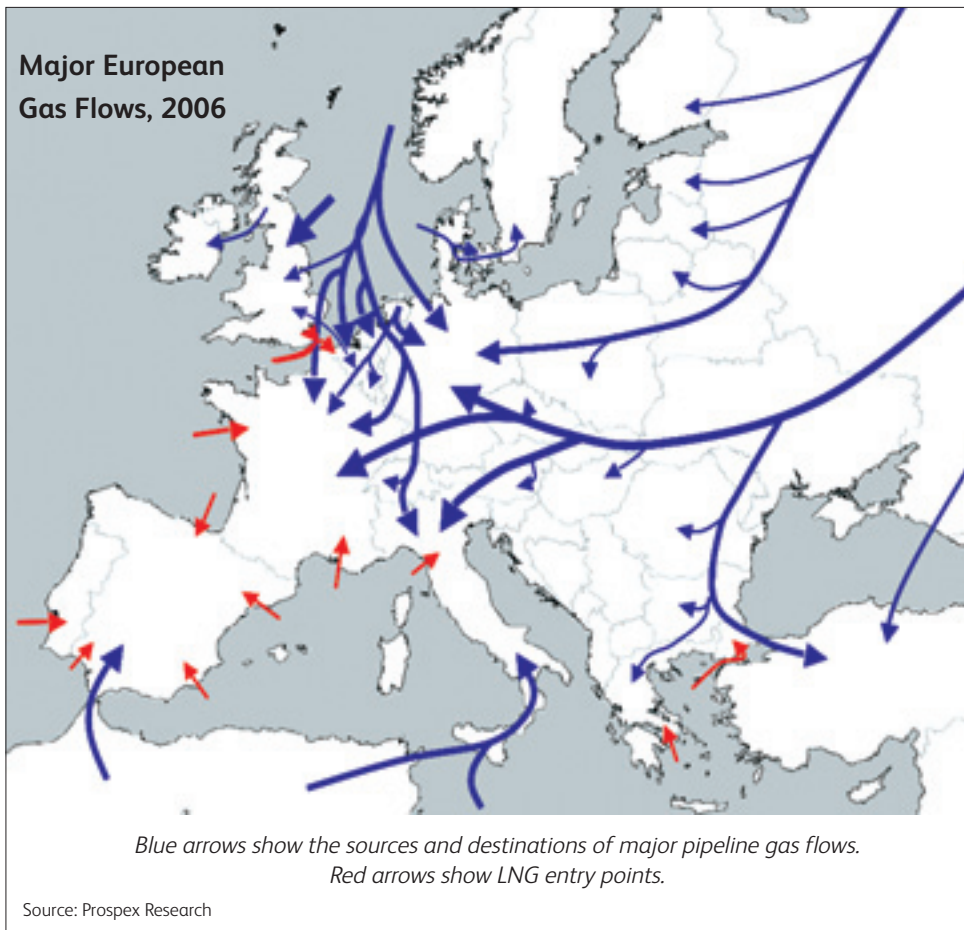 Major European
Gas Flows, 2006
Blue arrows show the sources and destinations of major pipeline gas flows.
Red arrows show LNG entry points.
Source: Prospex Research